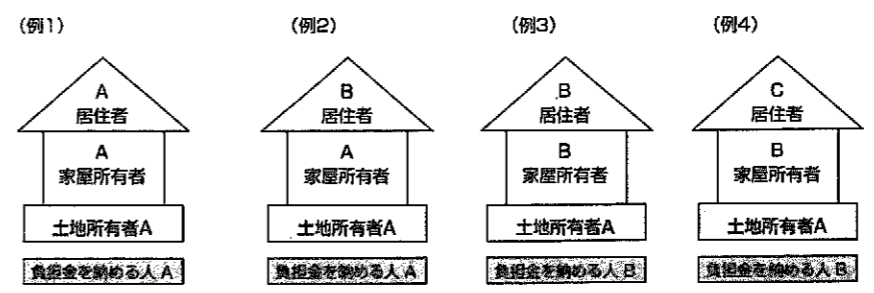 (例1)
A
居住者
A
家屋所有者
土地所有者A
負担金を納める人 A
(例2)
B
居住者
A
家屋所有者
土地所有者A
負担金を納める人 A
(例3)
B
居住者
B
家屋所有者
土地所有者A
負担金を納める人 B
(例4)
C
居住者
B
家屋所有者
土地所有者A
負担金を納める人 B